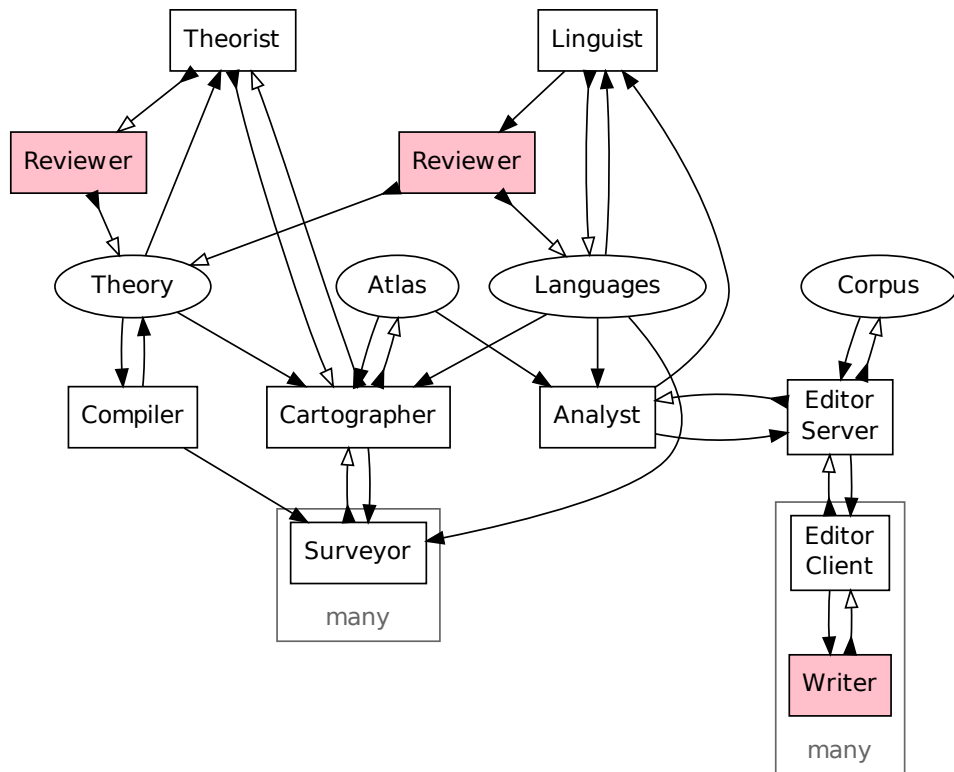 Theorist
Linguist
Reviewer
Reviewer
Theory
Atlas
Languages
Corpus
Compiler
Cartographer
Analyst
Editor
Server
Surveyor
many
Editor
Client
Writer
many